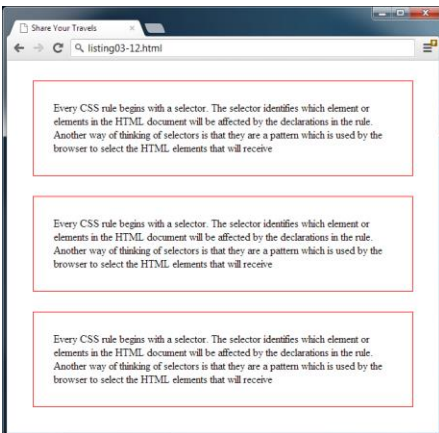 Share Your Travels
listing03-12.html
Every CSS rule begins with a selector. The selector identifies which element or
elements in the HTML document will be affected by the declarations in the rule.
Another way of thinking of selectors is that they are a pattern which is used by the
browser to select the HTML elements that will receive
Every CSS rule begins with a selector. The selector identifies which element or
elements in the HTML document will be affected by the declarations in the rule.
Another way of thinking of selectors is that they are a pattern which is used by the
browser to select the HTML elements that will receive
Every CSS rule begins with a selector. The selector identifies which element or
elements in the HTML document will be affected by the declarations in the rule.
Another way of thinking of selectors is that they are a pattern which is used by the
browser to select the HTML elements that will receive